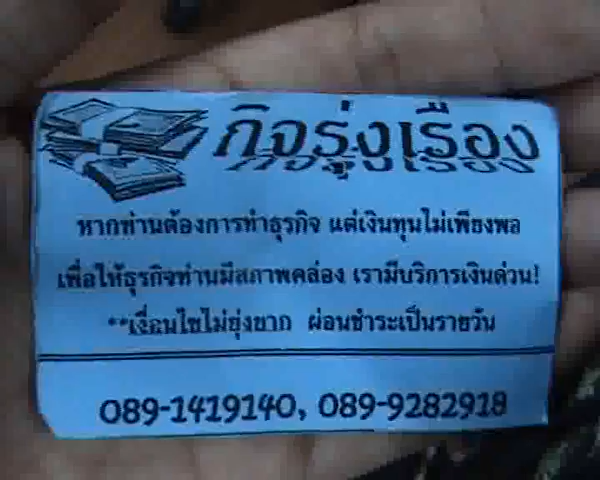 กิจรุ่งเรือง
หากท่านต้องการทำธุรกิจ แต่เงินทุนไม่เพียงพอ
เพื่อให้ธุรกิจท่านมีสภาพคล่อง เรามีบริการเงินด่วน!
**เงื่อนไขไม่ยุ่งยาก ผ่อนชำระเป็นรายวัน
089-1419140, 089-9282918